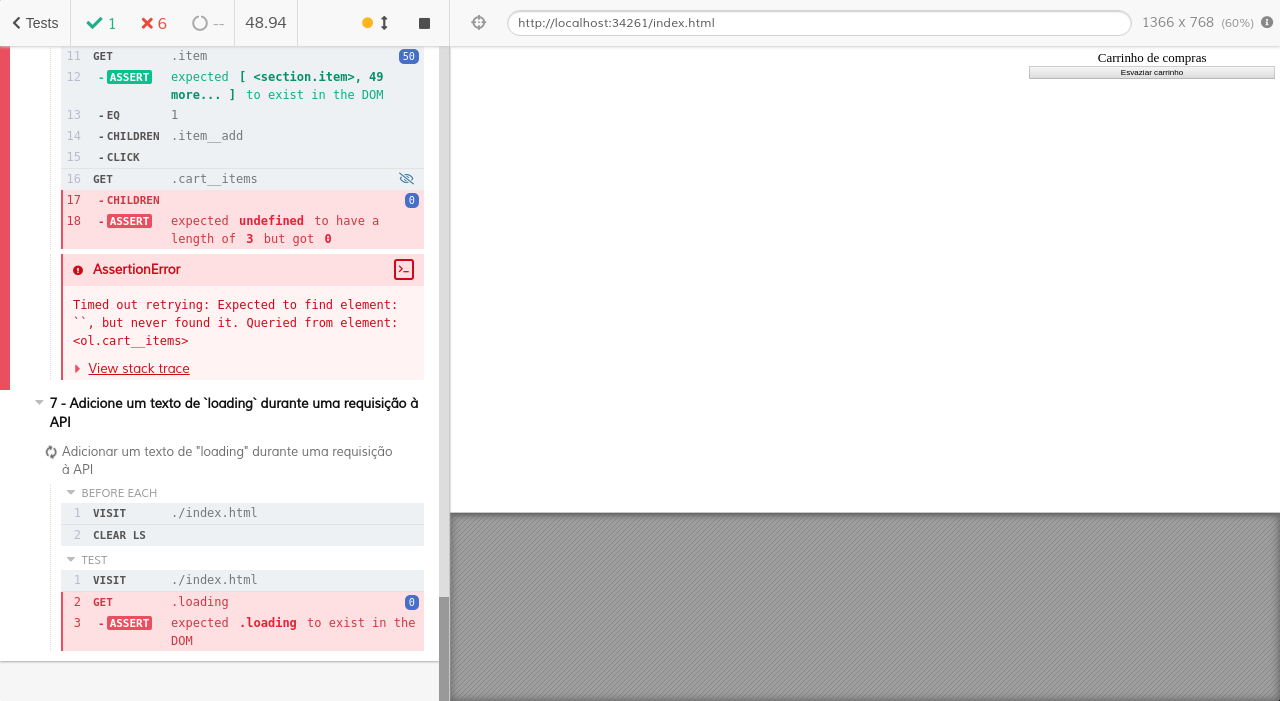 Tests
1
6
--
48.94
http://localhost:34261/index.html
1366 x 768 (60%)
11 GET .item 50
12 -ASSERT expected [ <section.item>, 49
more... ] to exist in the DOM
13 -EQ 1
14 -CHILDREN .item__add
15 -CLICK
16 GET .cart__items
17 -CHILDREN 0
18 -ASSERT expected undefined to have a
length of 3 but got 0
AssertionError
Timed out retrying: Expected to find element:
``, but never found it. Queried from element:
<ol.cart__items>
View stack trace
7 - Adicione um texto de `loading` durante uma requisição à
API
Adicionar um texto de "loading" durante uma requisição
à API
BEFORE EACH
1 VISIT ./index.html
2 CLEAR LS
TEST
1 VISIT ./index.html
2 GET .loading 0
3 -ASSERT expected .loading to exist in the
DOM
Carrinho de compras
Esvaziar carrinho